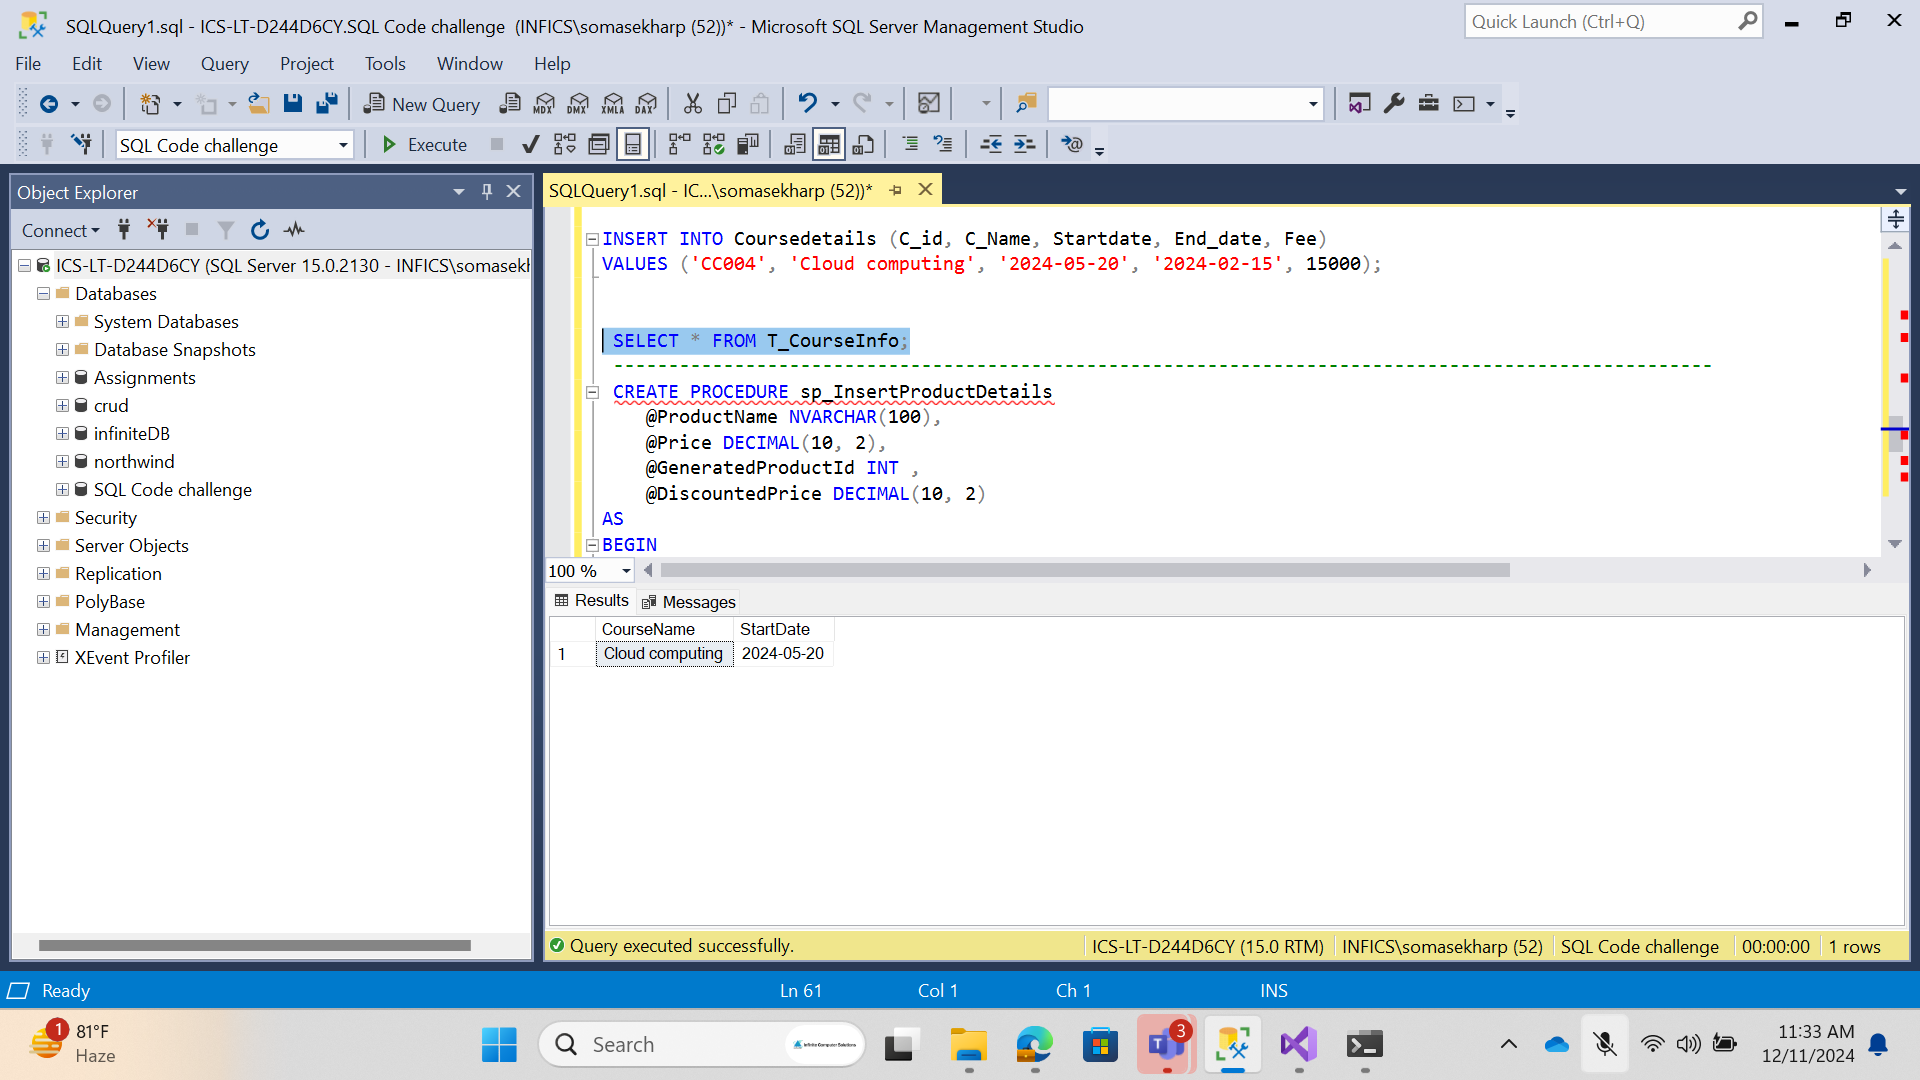 SQLQuery1.sql - ICS-LT-D244D6CY.SQL Code challenge  (INFICS\somasekharp (52))* - Microsoft SQL Server Management Studio
Quick Launch (Ctrl+Q)
File Edit View Query Project Tools Window Help
New Query MDX DMX XMLA DAX
SQL Code challenge Execute
Object Explorer
Connect
ICS-LT-D244D6CY (SQL Server 15.0.2130 - INFICS\somasekh
Databases
System Databases
Database Snapshots
Assignments
crud
infiniteDB
northwind
SQL Code challenge
Security
Server Objects
Replication
PolyBase
Management
XEvent Profiler
SQLQuery1.sql - IC...\somasekharp (52))*
INSERT INTO Coursedetails (C_id, C_Name, Startdate, End_date, Fee)
VALUES ('CC004', 'Cloud computing', '2024-05-20', '2024-02-15', 15000);
SELECT * FROM T_CourseInfo;
----------------------------------------------------------------------------------------------------
CREATE PROCEDURE sp_InsertProductDetails
@ProductName NVARCHAR(100),
@Price DECIMAL(10, 2),
@GeneratedProductId INT ,
@DiscountedPrice DECIMAL(10, 2)
AS
BEGIN
100 %
Results Messages
CourseName StartDate
1 Cloud computing 2024-05-20
Query executed successfully. ICS-LT-D244D6CY (15.0 RTM) INFICS\somasekharp (52) SQL Code challenge 00:00:00 1 rows
Ready Ln 61 Col 1 Ch 1 INS
1 81°F
Haze
Search
Infinite Computer Solutions
3
11:33 AM
12/11/2024